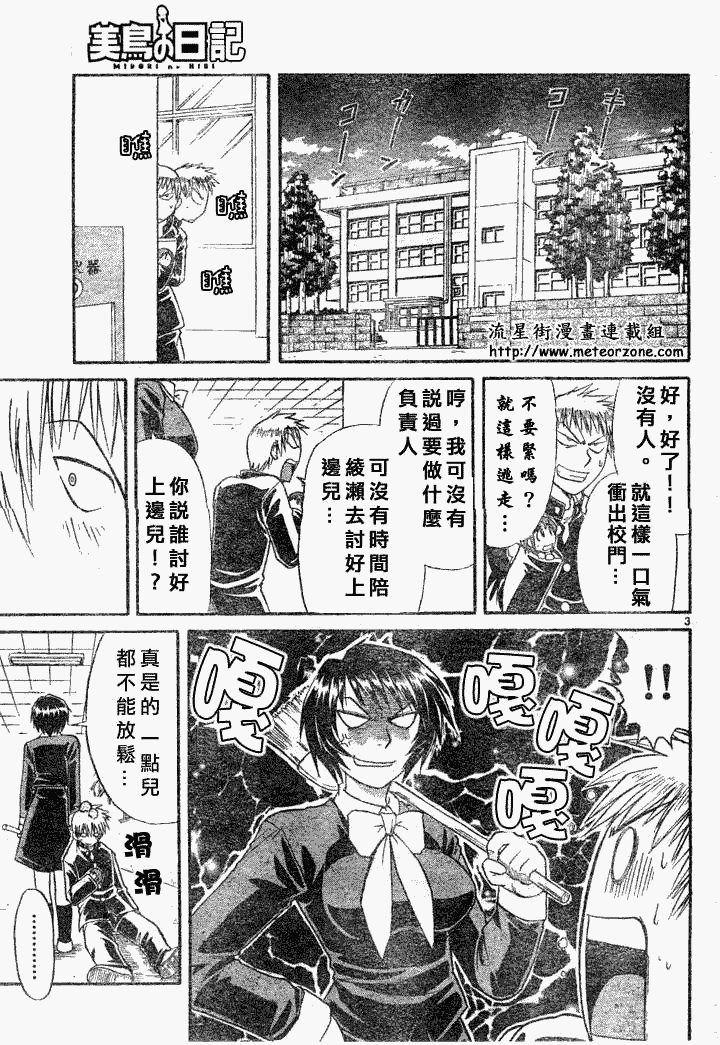 美鳥の日記
MIDORI no HIBI
キーンコーンカーンコーン
流星街漫畫連載組
http://www.meteorzone.com
瞧
瞧
瞧
火器
好，好了！！
沒有人。就這樣一口氣
衝出校門…
不要緊嗎？
就這樣逃走…
哼，我可沒有
說過要做什麼
負責人
可沒有時間陪
綾瀨去討好上
邊兒！…
你說誰討好
上邊兒！？
3
！！
嘎
嘎
嘎
嘎
真是的一點兒
都不能放鬆…
滑
滑
………